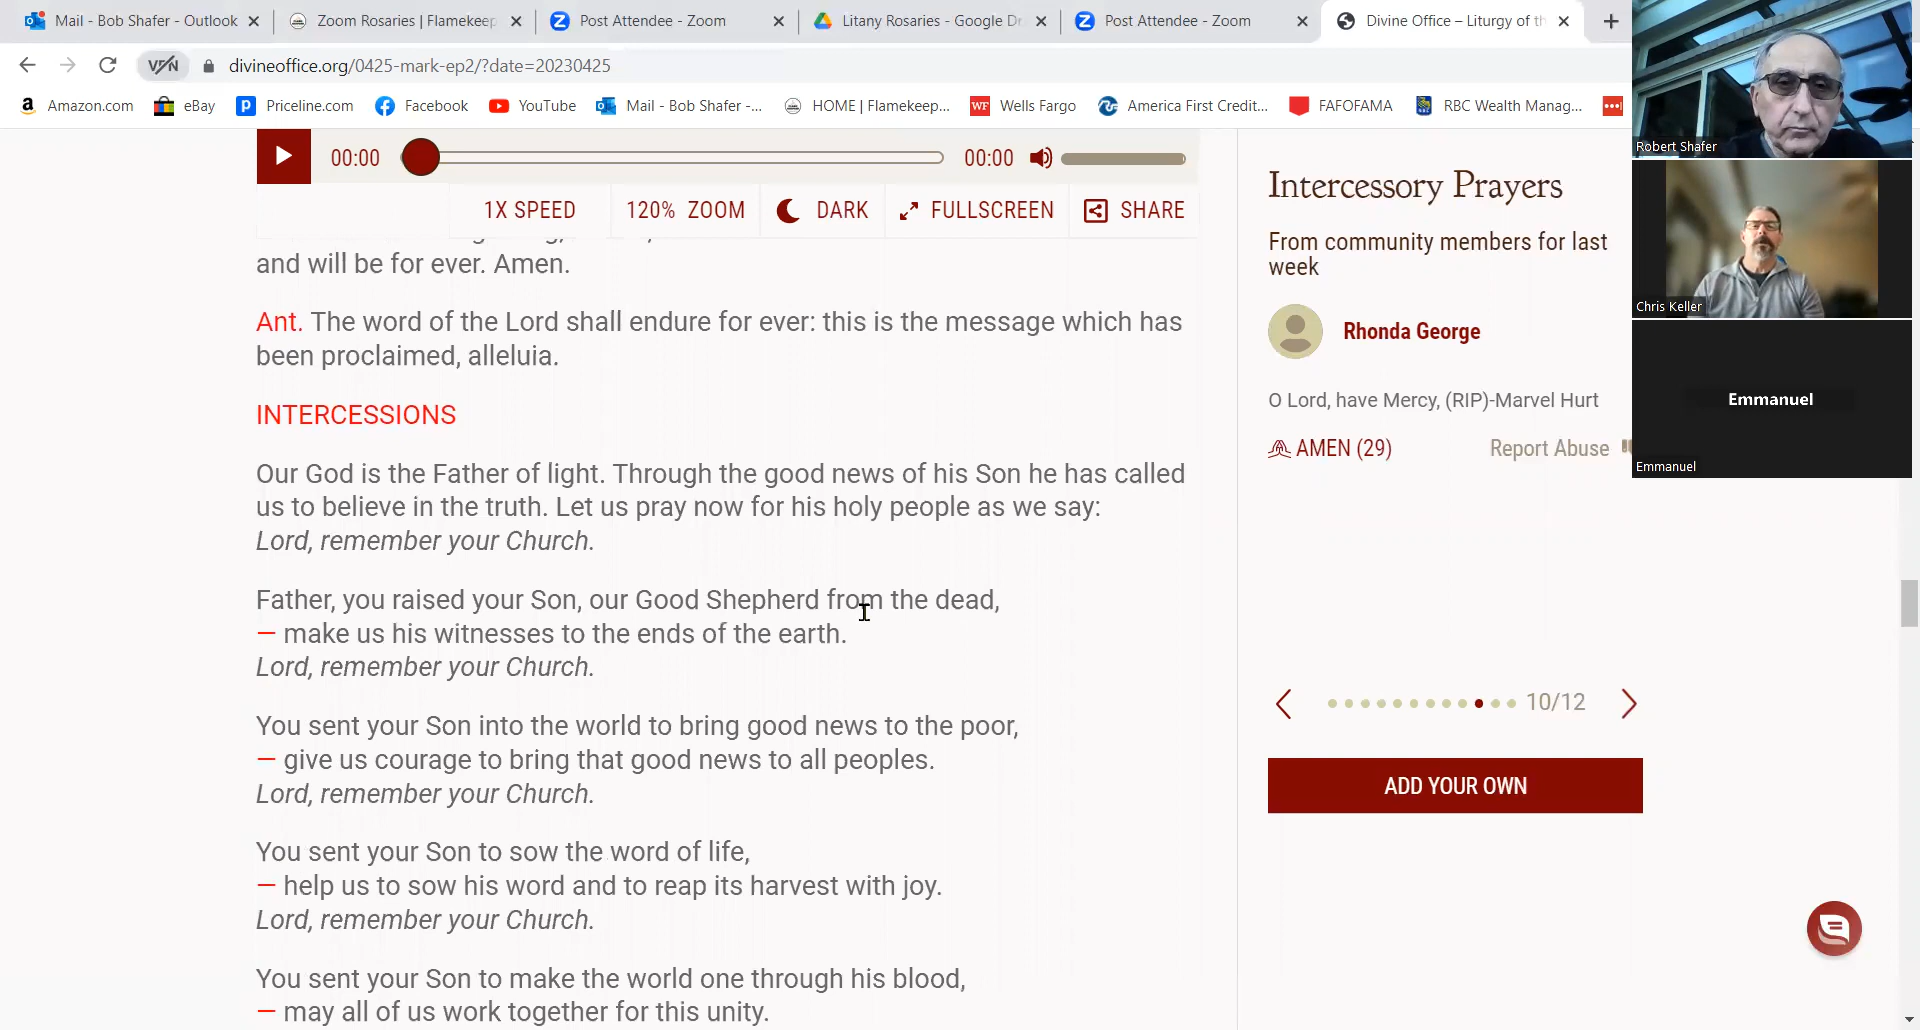 Mail - Bob Shafer - Outlook
Zoom Rosaries | Flamekeep
Post Attendee - Zoom
Litany Rosaries - Google Dr
Post Attendee - Zoom
Divine Office – Liturgy of th
VPN
divineoffice.org/0425-mark-ep2/?date=20230425
Amazon.com
eBay
Priceline.com
Facebook
YouTube
Mail - Bob Shafer -...
HOME | Flamekeep...
WF Wells Fargo
America First Credit...
FAFOFAMA
RBC Wealth Manag...
00:00
00:00
1X SPEED
120% ZOOM
DARK
FULLSCREEN
SHARE
and will be for ever. Amen.
Ant. The word of the Lord shall endure for ever: this is the message which has
been proclaimed, alleluia.
INTERCESSIONS
Our God is the Father of light. Through the good news of his Son he has called
us to believe in the truth. Let us pray now for his holy people as we say:
Lord, remember your Church.
Father, you raised your Son, our Good Shepherd from the dead,
— make us his witnesses to the ends of the earth.
Lord, remember your Church.
You sent your Son into the world to bring good news to the poor,
— give us courage to bring that good news to all peoples.
Lord, remember your Church.
You sent your Son to sow the word of life,
— help us to sow his word and to reap its harvest with joy.
Lord, remember your Church.
You sent your Son to make the world one through his blood,
— may all of us work together for this unity.
Intercessory Prayers
From community members for last
week
Rhonda George
O Lord, have Mercy, (RIP)-Marvel Hurt
AMEN (29)
Report Abuse
10/12
ADD YOUR OWN
Robert Shafer
Chris Keller
Emmanuel
Emmanuel